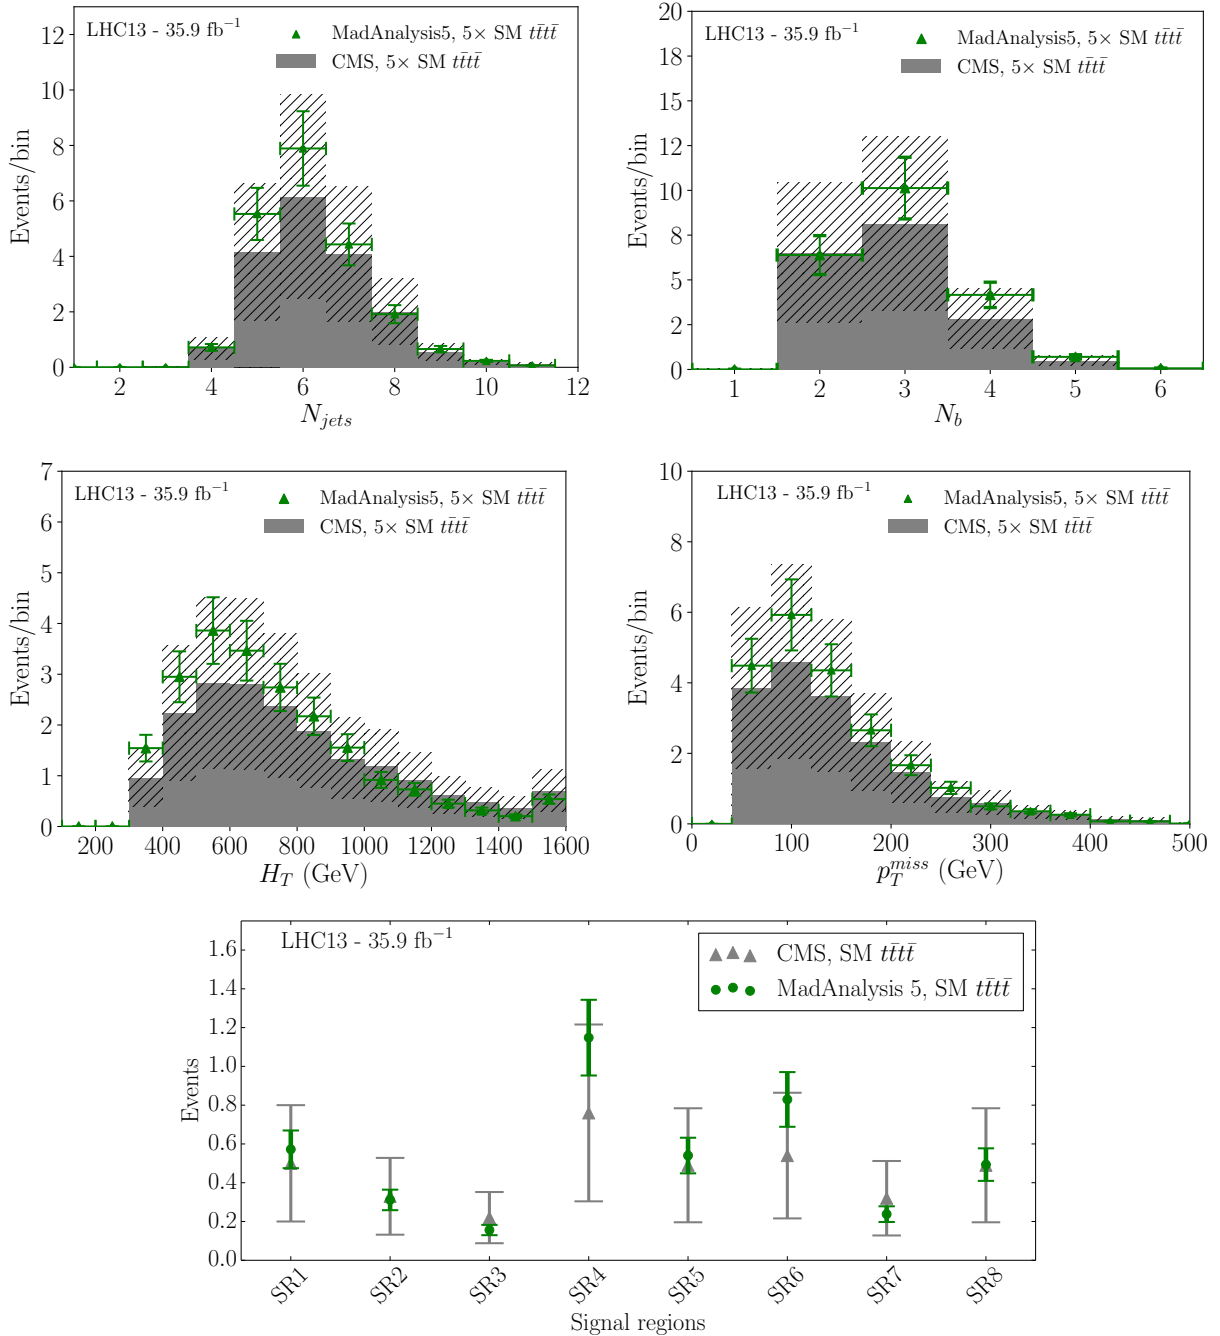 LHC13 - 35.9 fb⁻¹
MadAnalysis5, 5× SM tt̄tt̄
CMS, 5× SM tt̄tt̄
Events/bin
12
10
8
6
4
2
0
2 4 6 8 10 12
N_jets
LHC13 - 35.9 fb⁻¹
MadAnalysis5, 5× SM tt̄tt̄
CMS, 5× SM tt̄tt̄
Events/bin
20
18
15
12
10
8
5
2
0
1 2 3 4 5 6
N_b
LHC13 - 35.9 fb⁻¹
MadAnalysis5, 5× SM tt̄tt̄
CMS, 5× SM tt̄tt̄
Events/bin
7
6
5
4
3
2
1
0
200 400 600 800 1000 1200 1400 1600
H_T (GeV)
LHC13 - 35.9 fb⁻¹
MadAnalysis5, 5× SM tt̄tt̄
CMS, 5× SM tt̄tt̄
Events/bin
10
8
6
4
2
0
0 100 200 300 400 500
p_T^miss (GeV)
LHC13 - 35.9 fb⁻¹
CMS, SM tt̄tt̄
MadAnalysis 5, SM tt̄tt̄
Events
1.6
1.4
1.2
1.0
0.8
0.6
0.4
0.2
0.0
SR1 SR2 SR3 SR4 SR5 SR6 SR7 SR8
Signal regions